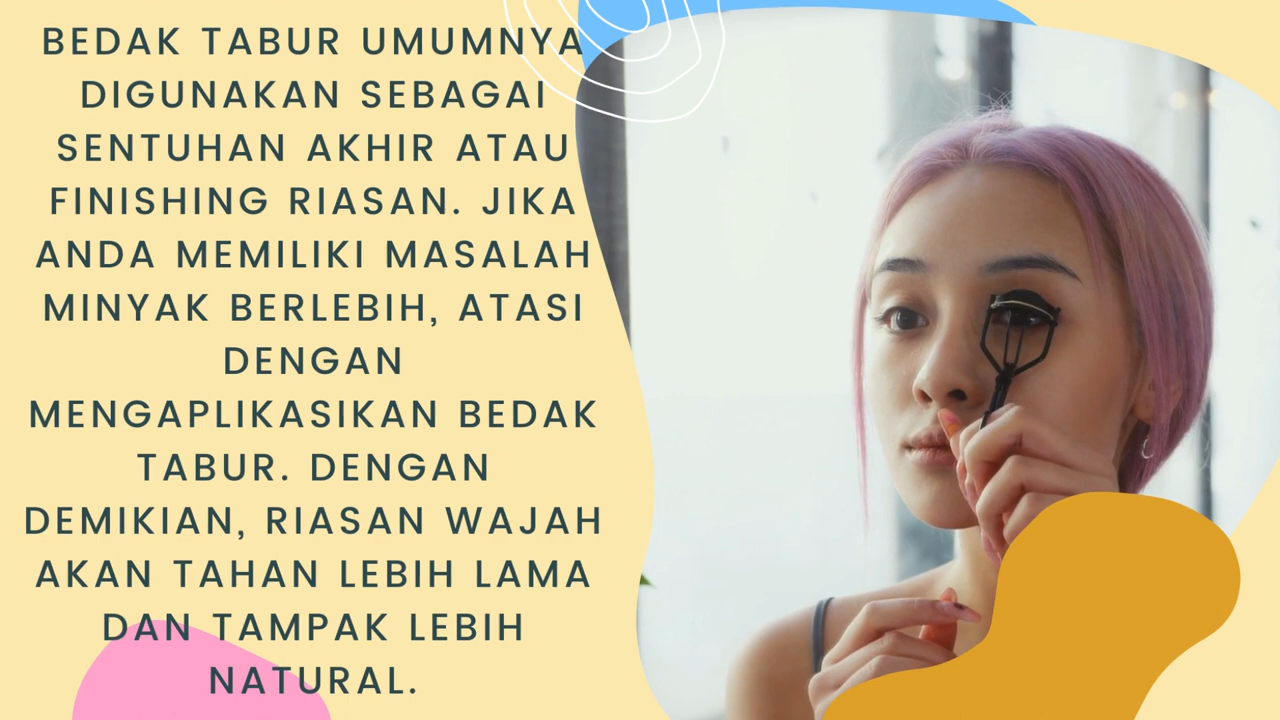 BEDAK TABUR UMUMNYA
DIGUNAKAN SEBAGAI
SENTUHAN AKHIR ATAU
FINISHING RIASAN. JIKA
ANDA MEMILIKI MASALAH
MINYAK BERLEBIH, ATASI
DENGAN
MENGAPLIKASIKAN BEDAK
TABUR. DENGAN
DEMIKIAN, RIASAN WAJAH
AKAN TAHAN LEBIH LAMA
DAN TAMPAK LEBIH
NATURAL.